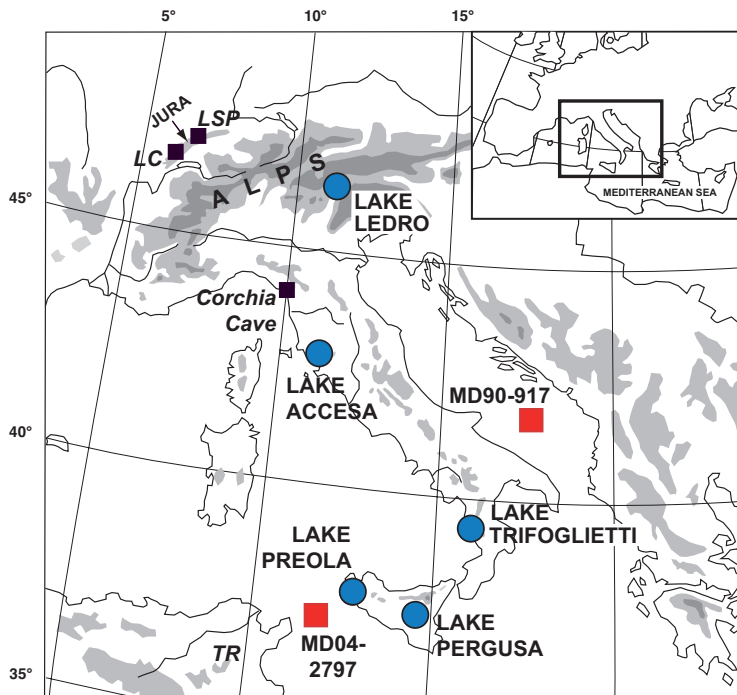 5°
10°
15°
JURA
LSP
LC
ALPS
LAKE
LEDRO
MEDITERRANEAN SEA
45°
Corchia
Cave
LAKE
ACCESA
MD90-917
40°
LAKE
TRIFOGLIETTI
LAKE
PREOLA
LAKE
PERGUSA
MD04-
2797
TR
35°